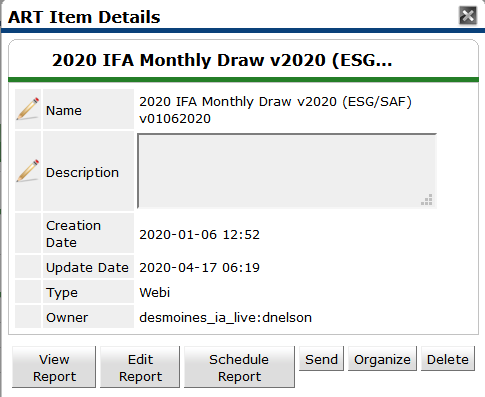 ART Item Details
2020 IFA Monthly Draw v2020 (ESG...
Name
2020 IFA Monthly Draw v2020 (ESG/SAF)
v01062020
Description
Creation
Date
2020-01-06 12:52
Update Date
2020-04-17 06:19
Type
Webi
Owner
desmoines_ia_live:dnelson
View
Report
Edit
Report
Schedule
Report
Send
Organize
Delete